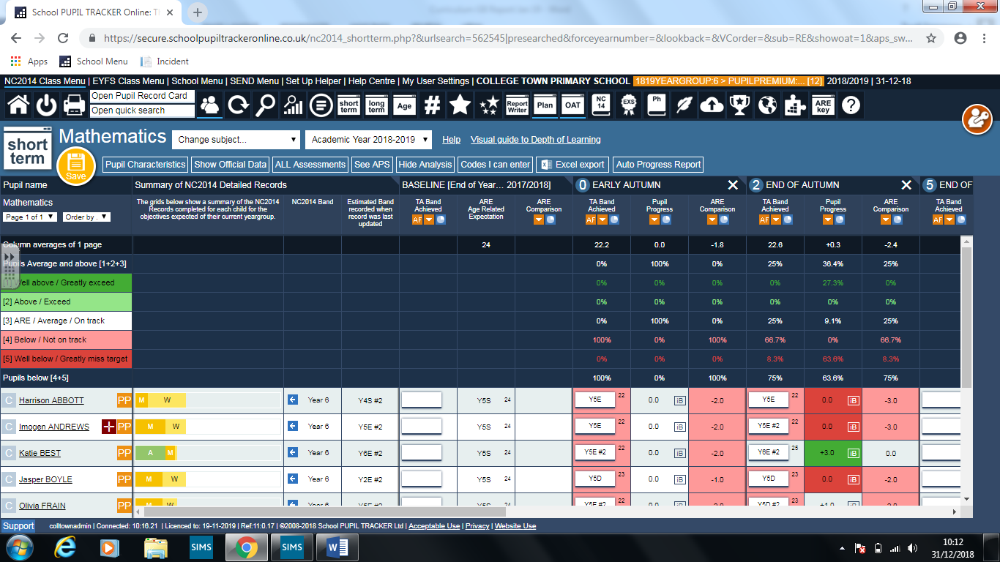 School PUPIL TRACKER Online: Th
https://secure.schoolpupiltrackeronline.co.uk/nc2014_shortterm.php?&urlsearch=562545|presearched&forceyearnumber=&lookback=&VCorder=&sub=RE&showoat=1&aps_sw...
Apps School Menu Incident
NC2014 Class Menu | EYFS Class Menu | School Menu | SEND Menu | Set Up Helper | Help Centre | My User Settings | COLLEGE TOWN PRIMARY SCHOOL 1819YEARGROUP:6 > PUPILPREMIUM:... [12] 2018/2019 | 31-12-18
Open Pupil Record Card
Open quick search
short term long term Age # Report Writer Plan OAT NC 14 EXS Ph ARE key ?
short term
Mathematics Change subject... Academic Year 2018-2019 Help Visual guide to Depth of Learning
Save
Pupil Characteristics Show Official Data ALL Assessments See APS Hide Analysis Codes I can enter Excel export Auto Progress Report
Pupil name Summary of NC2014 Detailed Records BASELINE [End of Year... 2017/2018] 0 EARLY AUTUMN 2 END OF AUTUMN 5 END OF
Mathematics
Page 1 of 1 Order by .
The grids below show a summary of the NC2014
Records completed for each child for the
objectives expected of their current yeargroup.
NC2014 Band
Estimated Band
recorded when
record was last
updated
TA Band Achieved AF
ARE Age Related Expectation
ARE Comparison
TA Band Achieved AF
Pupil Progress
ARE Comparison
TA Band Achieved AF
Pupil Progress
ARE Comparison
TA Band Achieved AF
Column averages of 1 page 24 22.2 0.0 -1.8 22.6 +0.3 -2.4
Pupils Average and above [1+2+3] 0% 100% 0% 25% 36.4% 25%
[1] Well above / Greatly exceed 0% 0% 0% 0% 27.3% 0%
[2] Above / Exceed 0% 0% 0% 0% 0% 0%
[3] ARE / Average / On track 0% 100% 0% 25% 9.1% 25%
[4] Below / Not on track 100% 0% 100% 66.7% 0% 66.7%
[5] Well below / Greatly miss target 0% 0% 0% 8.3% 63.6% 8.3%
Pupils below [4+5] 100% 0% 100% 75% 63.6% 75%
C Harrison ABBOTT PP M W Year 6 Y4S #2 Y5S 24 Y5E 22 0.0 iB -2.0 Y5E 22 0.0 iB -3.0
C Imogen ANDREWS PP M W Year 6 Y5E #2 Y5S 24 Y5E 22 0.0 iB -2.0 Y5E #2 22 0.0 iB -3.0
C Katie BEST PP A M Year 6 Y6E #2 Y5S 24 Y5E #2 22 0.0 iB -2.0 Y6E #2 25 +3.0 iB 0.0
C Jasper BOYLE PP M W Year 6 Y2E #2 Y5S 24 Y5D 23 0.0 iB -1.0 Y5D 23 0.0 iB -2.0
C Olivia FRAIN PP M W Year 6 Y5E #2 Y5S 24 Y5E #2 22 0.0 iB -2.0 Y5D #2 23 +1.0 iB -2.0
Support colltownadmin | Connected: 10:16.21 | Licenced to: 19-11-2019 | Ref:11:0.17 | ©2008-2018 School PUPIL TRACKER Ltd | Acceptable Use | Privacy | Website Use
SIMS SIMS 10:12
31/12/2018